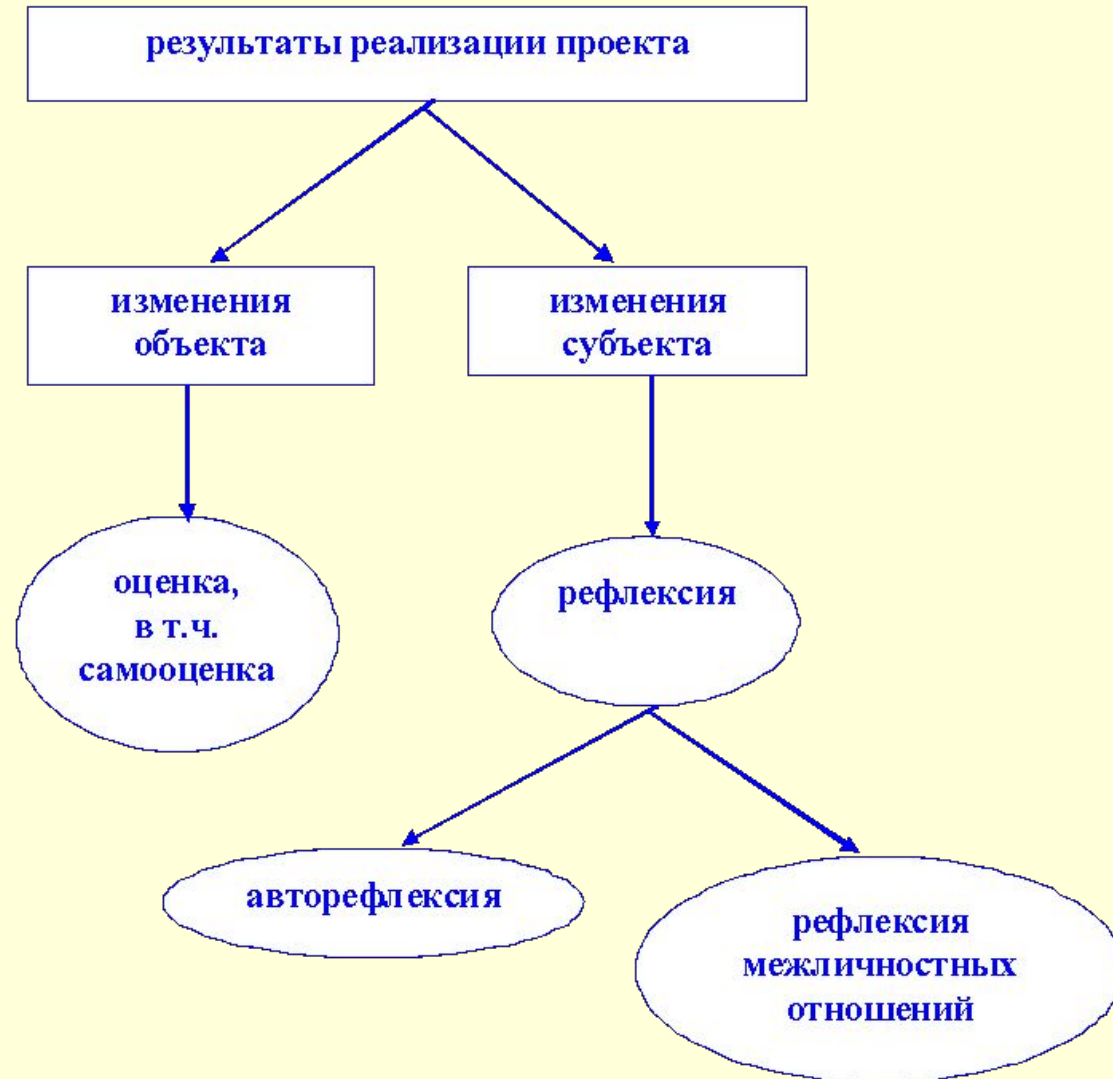 результаты реализации проекта
изменения
объекта
изменения
субъекта
оценка,
в т.ч.
самооценка
рефлексия
авторефлексия
рефлексия
межличностных
отношений